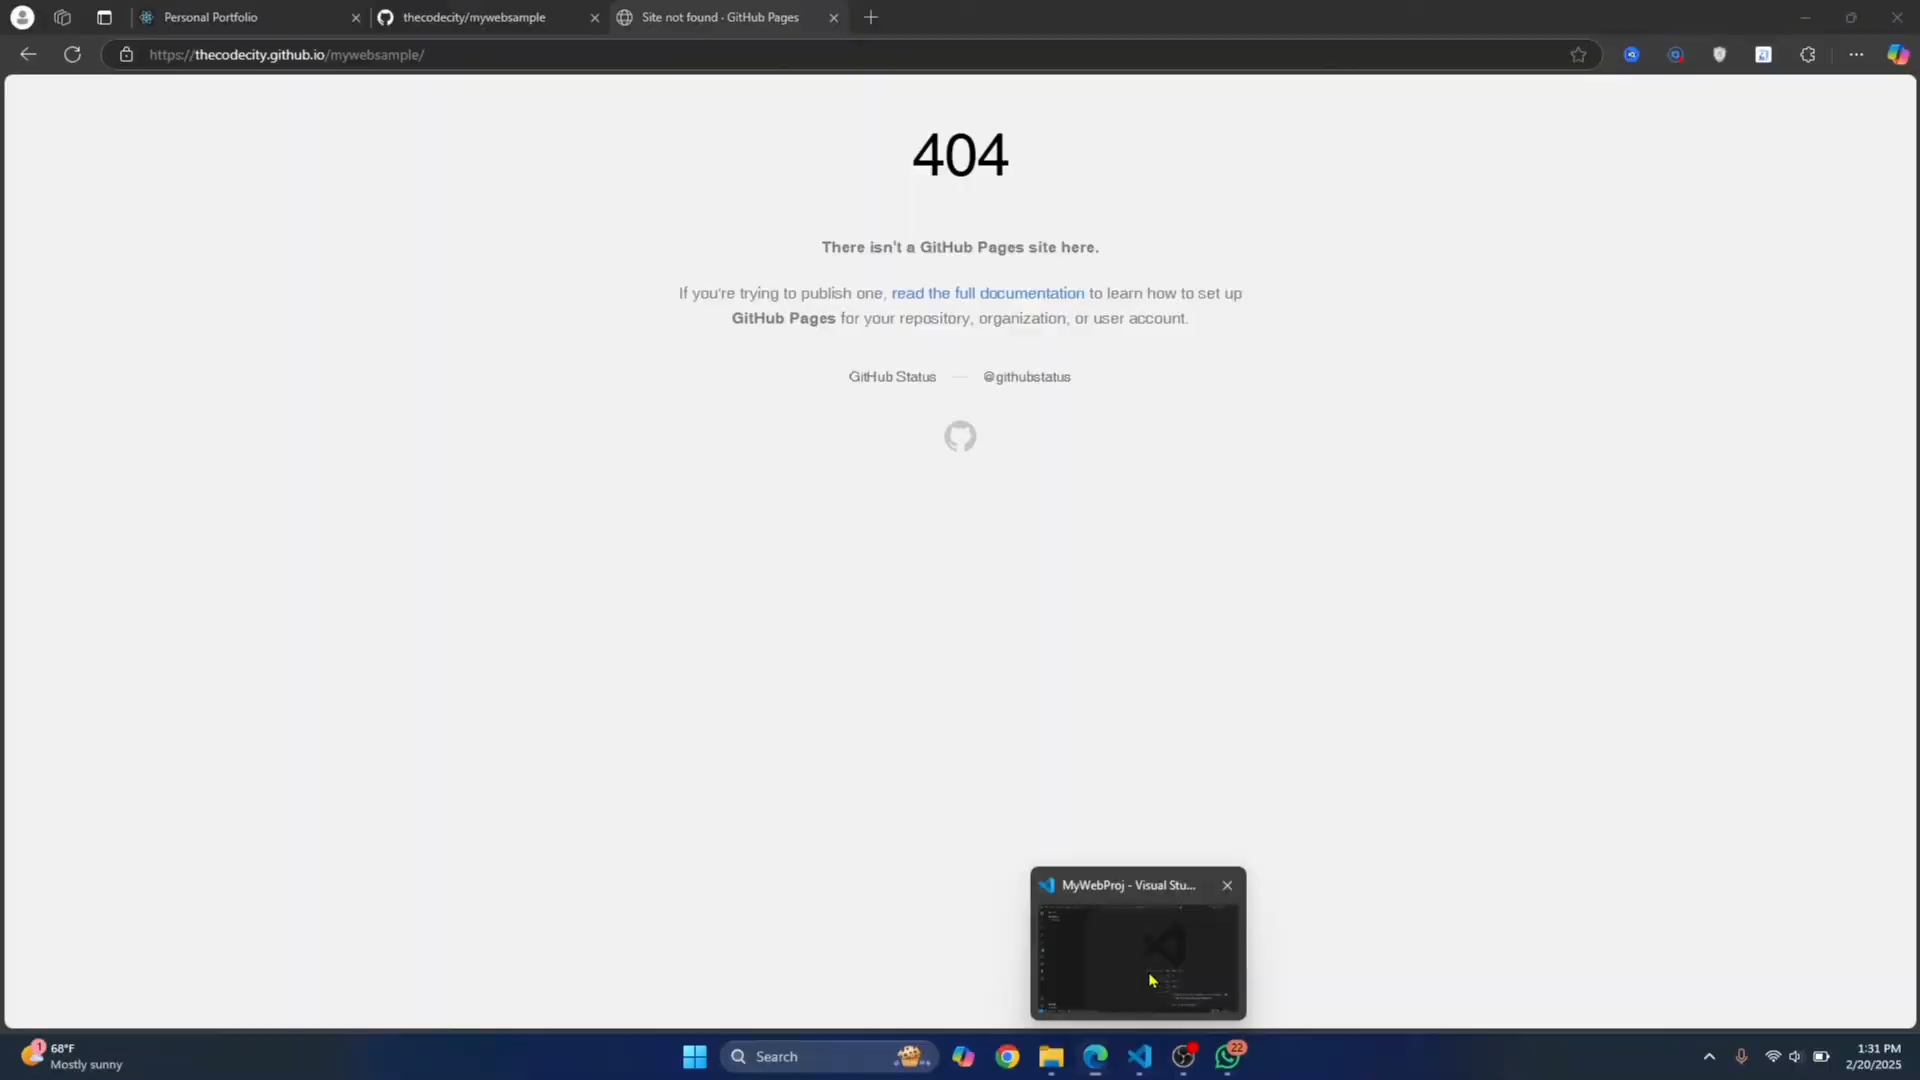 Personal Portfolio
thecodecity/mywebsample
Site not found · GitHub Pages
https://thecodecity.github.io/mywebsample/
404
There isn't a GitHub Pages site here.
If you're trying to publish one, read the full documentation to learn how to set up
GitHub Pages for your repository, organization, or user account.
GitHub Status — @githubstatus
MyWebProj - Visual Stu...
1
68°F
Mostly sunny
Search
22
1:31 PM
2/20/2025